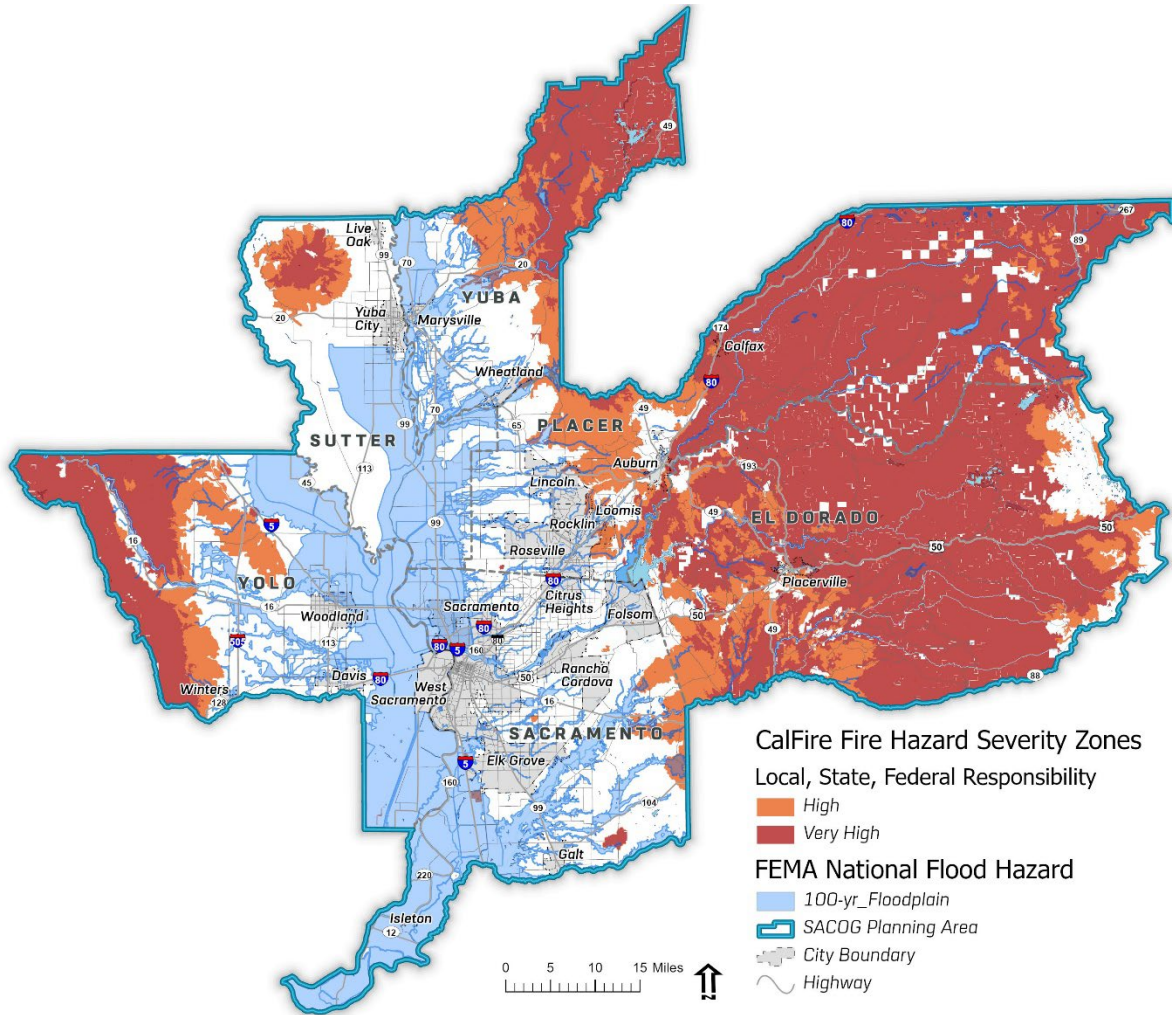 49
80
267
89
Live
Oak
99
70
20
YUBA
Yuba
City
Marysville
20
174
Colfax
80
Wheatland
70
99
65
PLACER
49
SUTTER
113
Auburn
193
45
Lincoln
Loomis
49
EL DORADO
5
99
Rocklin
50
16
Roseville
50
YOLO
80
Citrus
Heights
Placerville
16
Woodland
Sacramento
Folsom
50
80
80
5
160
505
113
49
Davis
80
West
Sacramento
50
Rancho
Cordova
88
Winters
128
16
SACRAMENTO
Elk Grove
5
160
99
104
Galt
220
Isleton
12
CalFire Fire Hazard Severity Zones
Local, State, Federal Responsibility
High
Very High
FEMA National Flood Hazard
100-yr_Floodplain
SACOG Planning Area
City Boundary
Highway
0 5 10 15 Miles
N